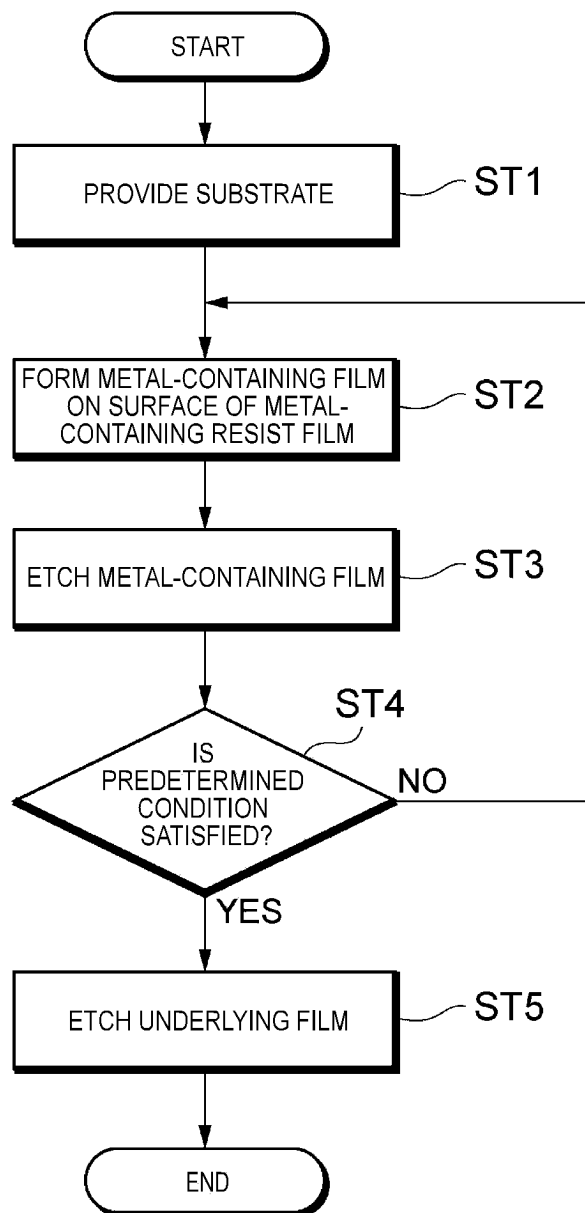 START
PROVIDE SUBSTRATE
ST1
FORM METAL-CONTAINING FILM
ON SURFACE OF METAL-
CONTAINING RESIST FILM
ST2
ETCH METAL-CONTAINING FILM
ST3
ST4
IS
PREDETERMINED
CONDITION
SATISFIED?
NO
YES
ETCH UNDERLYING FILM
ST5
END